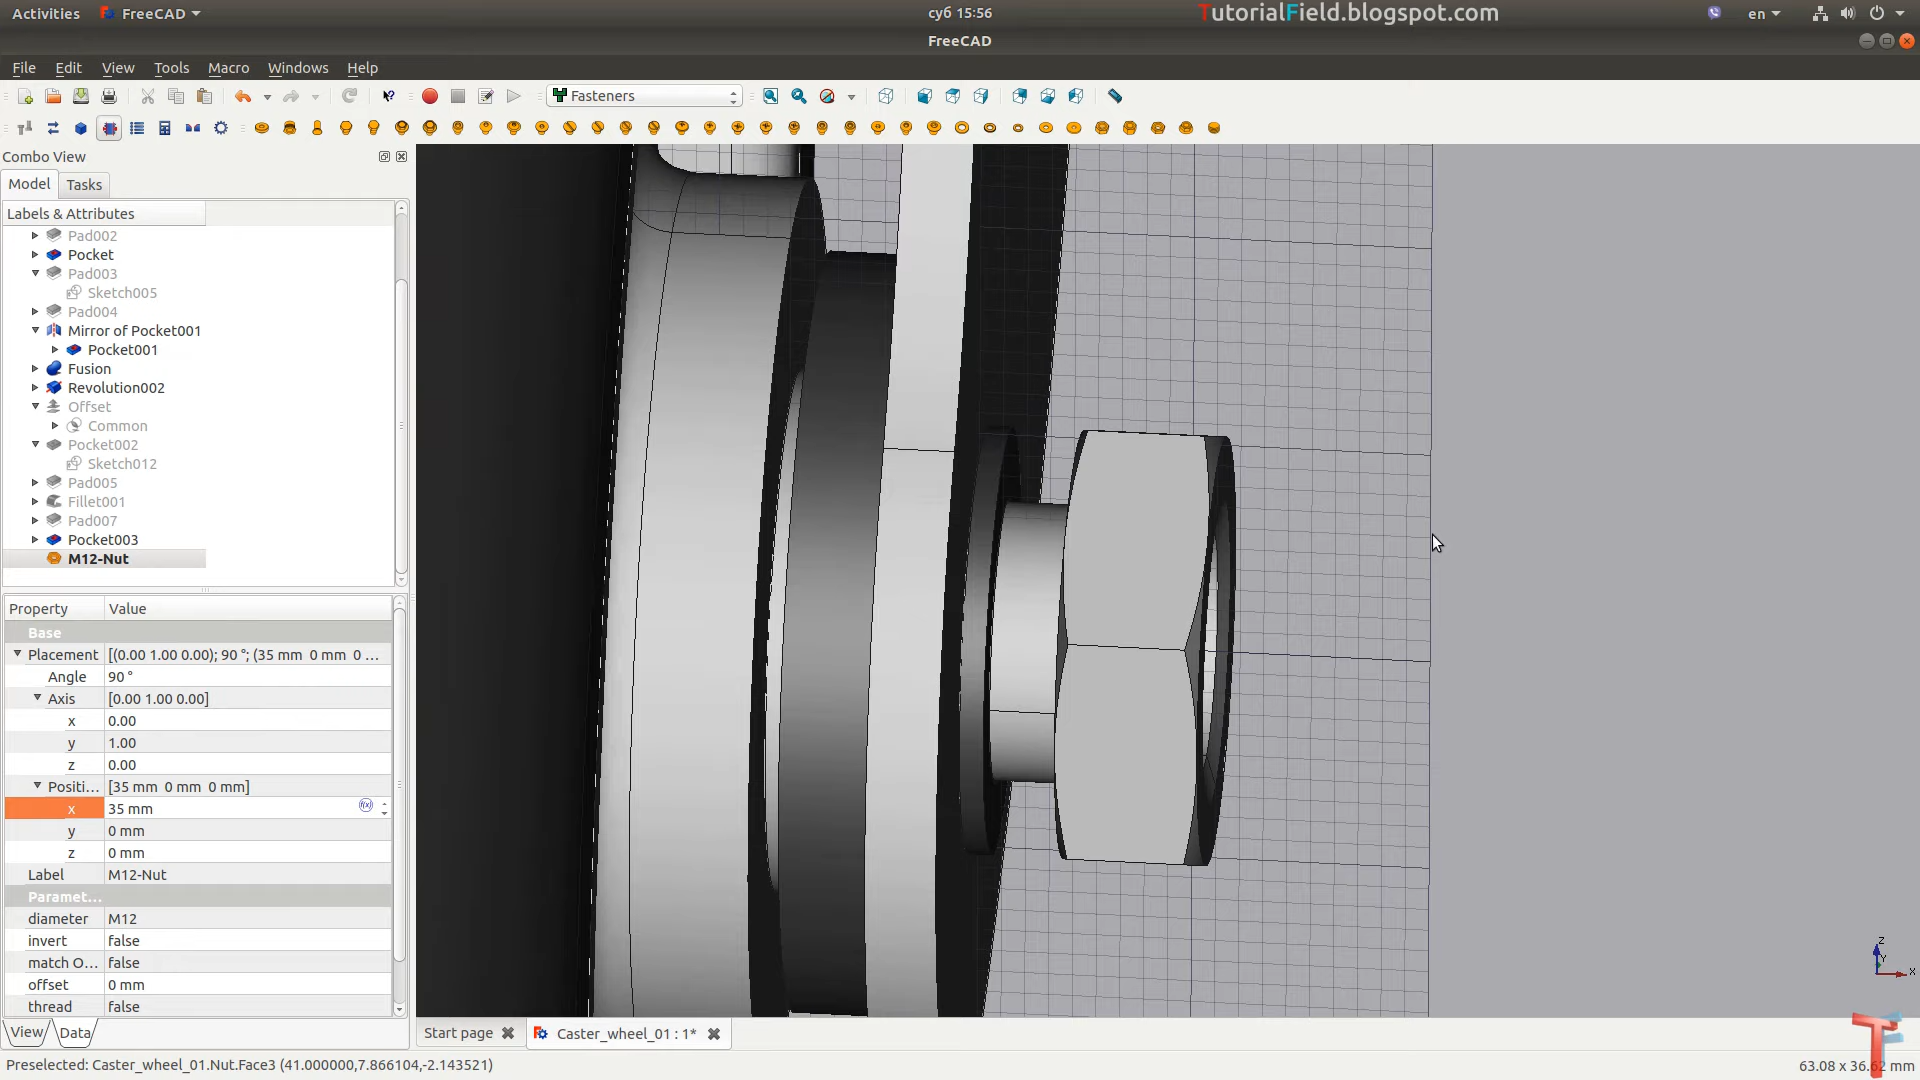 Activities FreeCAD суб 15:56 TutorialField.blogspot.com en
FreeCAD
File Edit View Tools Macro Windows Help
Fasteners
Combo View
Model Tasks
Labels & Attributes
Pad002
Pocket
Pad003
Sketch005
Pad004
Mirror of Pocket001
Pocket001
Fusion
Revolution002
Offset
Common
Pocket002
Sketch012
Pad005
Fillet001
Pad007
Pocket003
M12-Nut
Property Value
Base
Placement [(0.00 1.00 0.00); 90 °; (35 mm 0 mm 0 ...
Angle 90 °
Axis [0.00 1.00 0.00]
x 0.00
y 1.00
z 0.00
Positi... [35 mm 0 mm 0 mm]
x 35 mm
y 0 mm
z 0 mm
Label M12-Nut
Paramet...
diameter M12
invert false
match O... false
offset 0 mm
thread false
View Data
Start page Caster_wheel_01 : 1*
Z
Y
X
Preselected: Caster_wheel_01.Nut.Face3 (41.000000,7.866104,-2.143521)